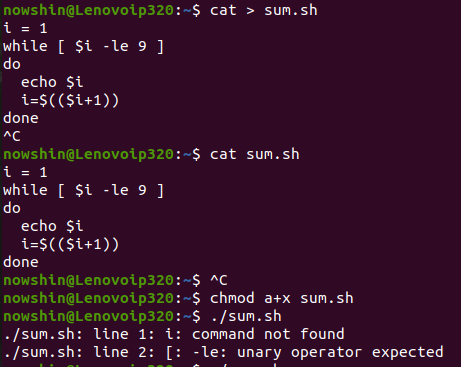 nowshin@Lenovoip320:~$ cat > sum.sh
i = 1
while [ $i -le 9 ]
do
  echo $i
  i=$(($i+1))
done
^C
nowshin@Lenovoip320:~$ cat sum.sh
i = 1
while [ $i -le 9 ]
do
  echo $i
  i=$(($i+1))
done
nowshin@Lenovoip320:~$ ^C
nowshin@Lenovoip320:~$ chmod a+x sum.sh
nowshin@Lenovoip320:~$ ./sum.sh
./sum.sh: line 1: i: command not found
./sum.sh: line 2: [: -le: unary operator expected